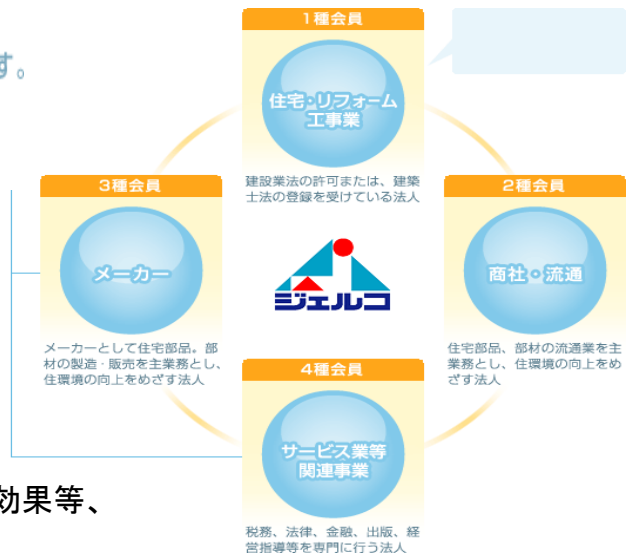 1種会員
す。
住宅・リフォーム
工事業
建設業法の許可または、建築
士法の登録を受けている法人
3種会員
メーカー
メーカーとして住宅部品。部
材の製造・販売を主業務とし、
住環境の向上をめざす法人
2種会員
商社・流通
住宅部品、部材の流通業を主
業務とし、住環境の向上をめ
ざす法人
ジェルコ
4種会員
サービス業等
関連事業
税務、法律、金融、出版、経
営指導等を専門に行う法人
効果等、